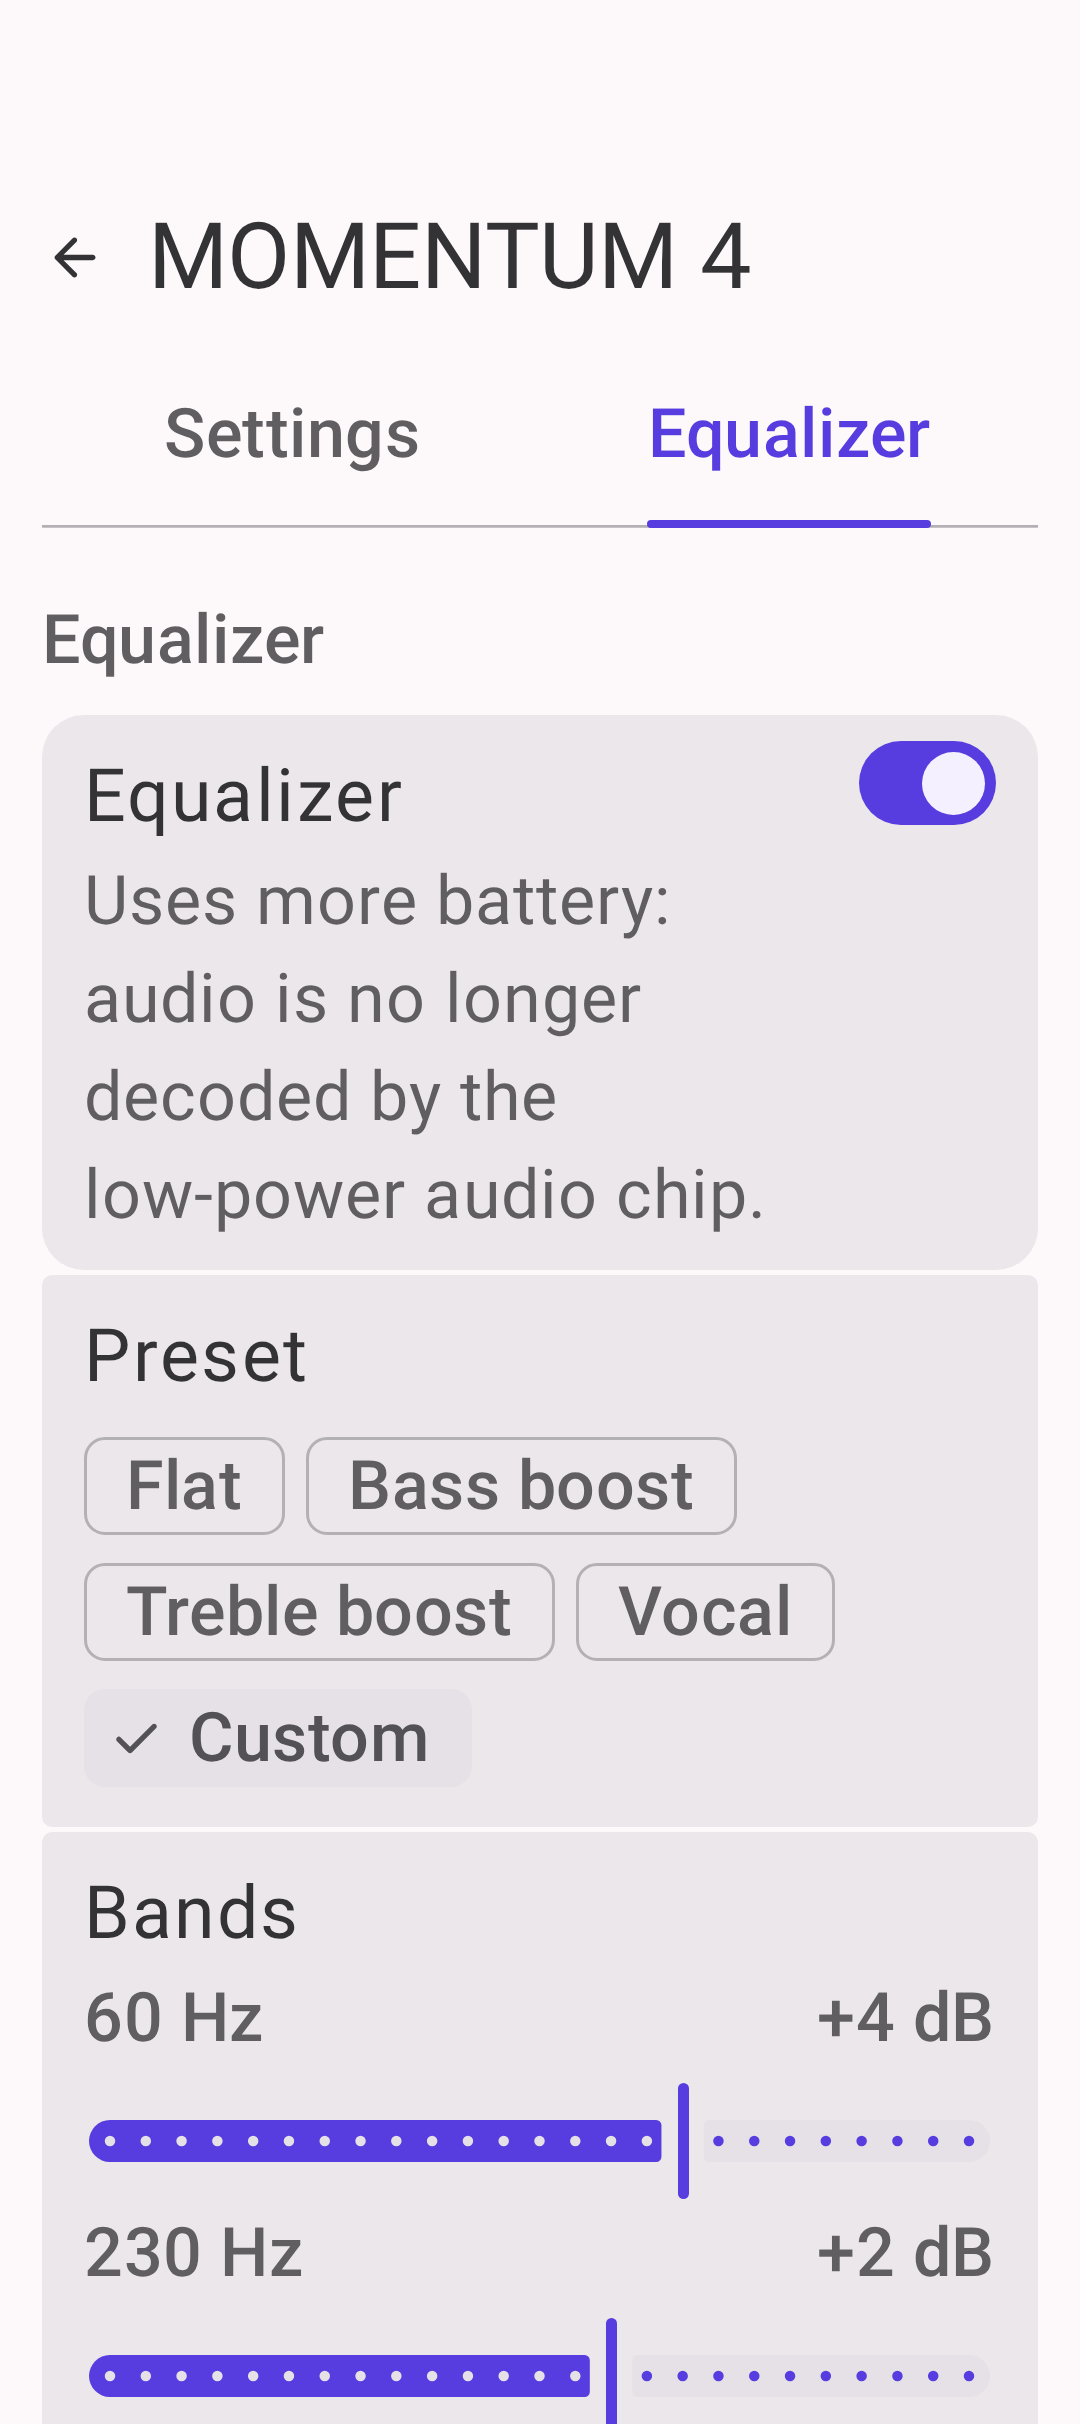 MOMENTUM 4
Settings
Equalizer
Equalizer
Equalizer
Uses more battery:
audio is no longer
decoded by the
low-power audio chip.
Preset
Flat
Bass boost
Treble boost
Vocal
Custom
Bands
60 Hz
+4 dB
230 Hz
+2 dB